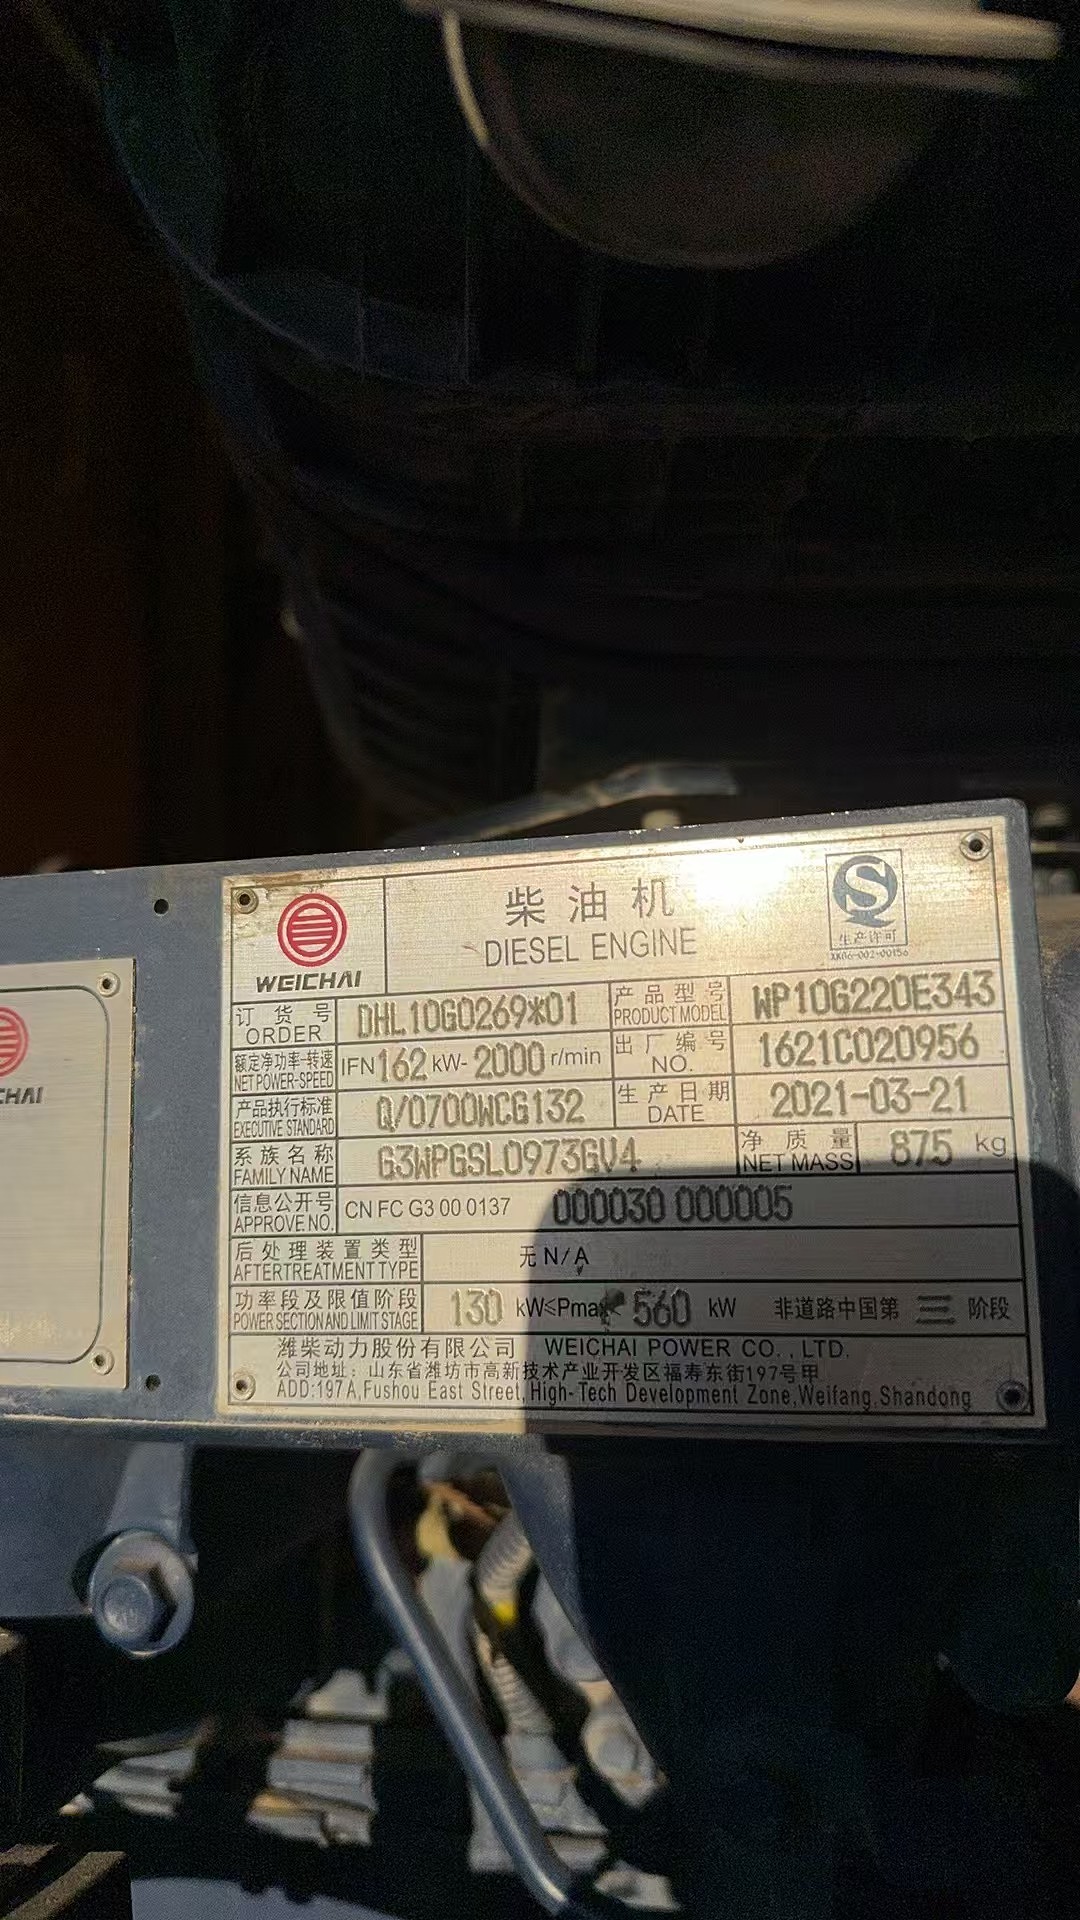 柴油机
DIESEL ENGINE
WEICHAI
生产许可
XK06-002-00156
订货号 ORDER DHL10G0269*01 产品型号 PRODUCT MODEL WP10G220E343
额定净功率-转速 NET POWER-SPEED IFN162 kW-2000 r/min 出厂编号 NO. 1621C020956
产品执行标准 EXECUTIVE STANDARD Q/0700WCG132 生产日期 DATE 2021-03-21
系族名称 FAMILY NAME G3WPGSL0973GV4 净质量 NET MASS 875 kg
信息公开号 APPROVE NO. CN FC G3 00 0137 000030 000005
后处理装置类型 AFTERTREATMENT TYPE 无 N/A
功率段及限值阶段 POWER SECTION AND LIMIT STAGE 130 kW≤Pmax< 560 kW 非道路中国第 三 阶段
潍柴动力股份有限公司 WEICHAI POWER CO.,LTD.
公司地址：山东省潍坊市高新技术产业开发区福寿东街197号甲
ADD:197A,Fushou East Street,High-Tech Development Zone,Weifang,Shandong
CHAI